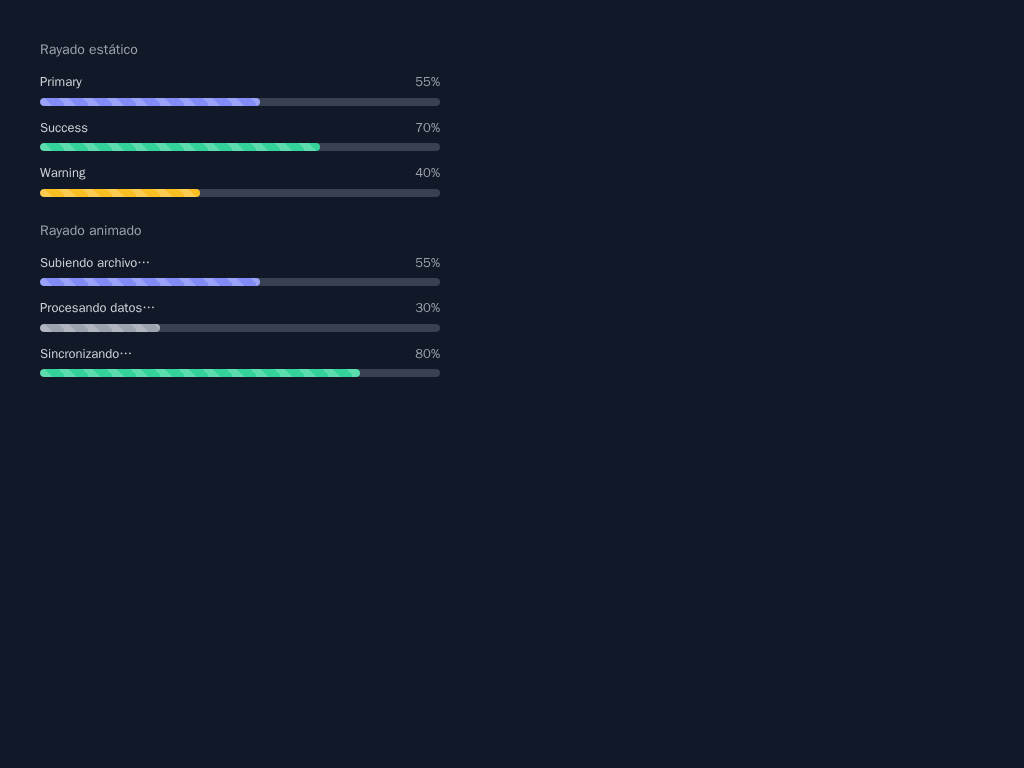 Rayado estático
Primary 55%
Success 70%
Warning 40%
Rayado animado
Subiendo archivo⋯ 55%
Procesando datos⋯ 30%
Sincronizando⋯ 80%